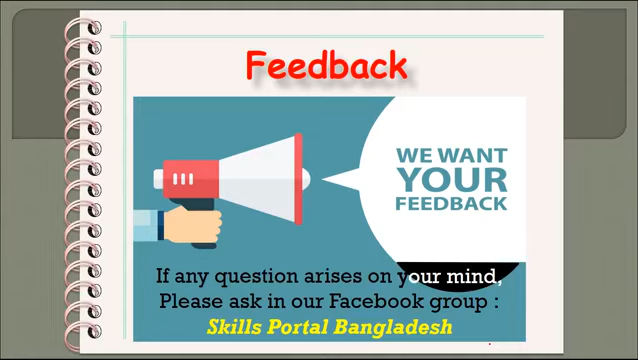 Feedback
WE WANT
YOUR
FEEDBACK
If any question arises on your mind,
Please ask in our Facebook group :
Skills Portal Bangladesh